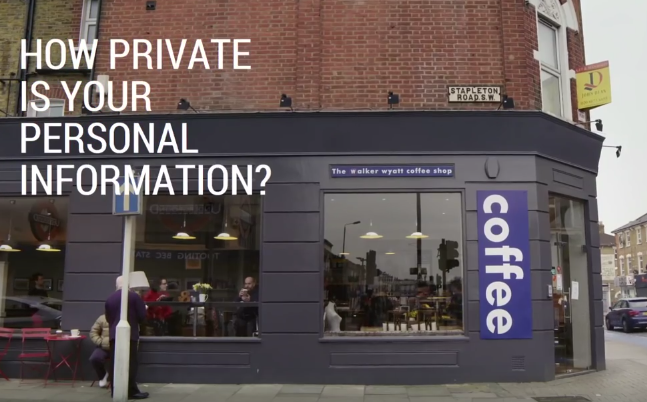 HOW PRIVATE
IS YOUR
PERSONAL
INFORMATION?
STAPLETON
ROAD.S.W.
The walker wyatt coffee shop
coffee